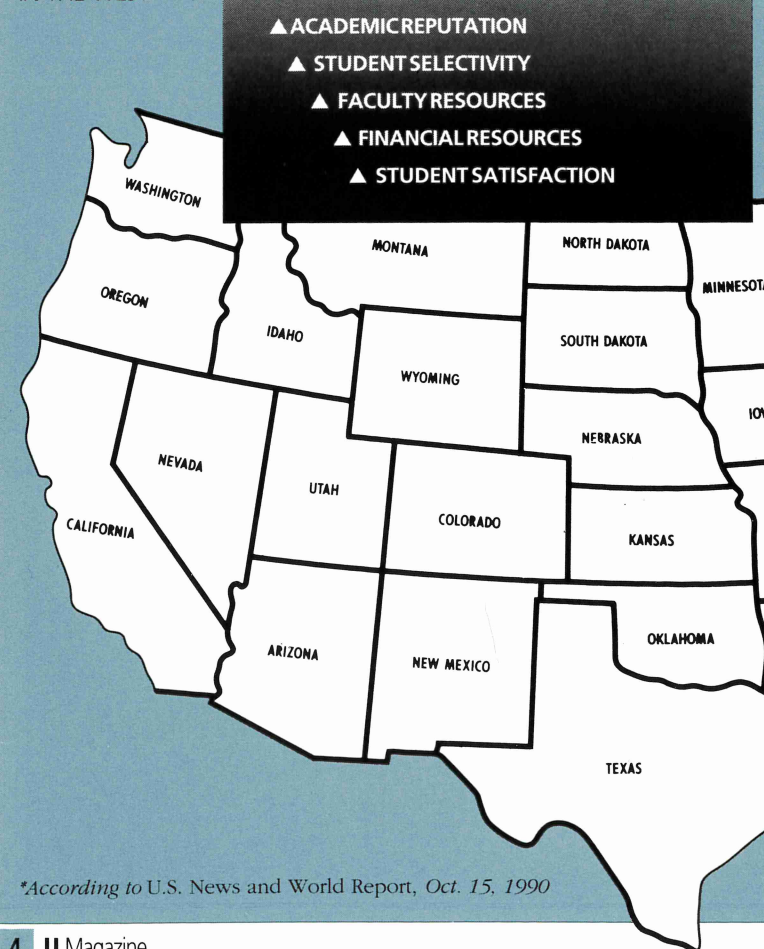 ▲ ACADEMIC REPUTATION
▲ STUDENT SELECTIVITY
▲ FACULTY RESOURCES
▲ FINANCIAL RESOURCES
▲ STUDENT SATISFACTION
WASHINGTON
MONTANA
NORTH DAKOTA
MINNESOT
OREGON
IDAHO
SOUTH DAKOTA
WYOMING
NEBRASKA
NEVADA
UTAH
COLORADO
KANSAS
CALIFORNIA
ARIZONA
NEW MEXICO
OKLAHOMA
TEXAS
*According to U.S. News and World Report, Oct. 15, 1990
4 U Magazine